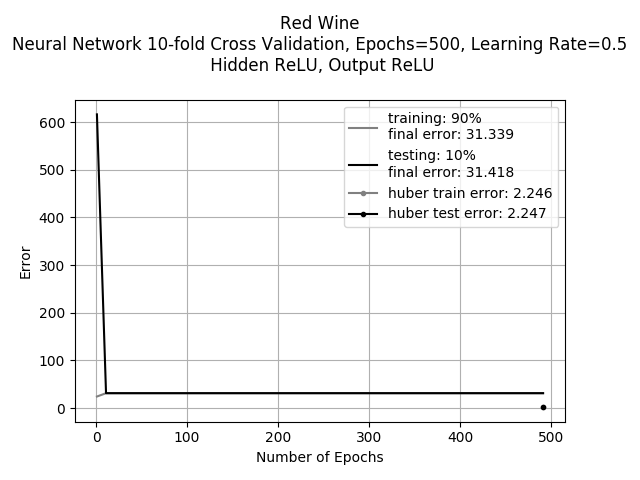 Red Wine
Neural Network 10-fold Cross Validation, Epochs=500, Learning Rate=0.5
Hidden ReLU, Output ReLU
training: 90%
final error: 31.339
testing: 10%
final error: 31.418
huber train error: 2.246
huber test error: 2.247
Error
600
500
400
300
200
100
0
0 100 200 300 400 500
Number of Epochs